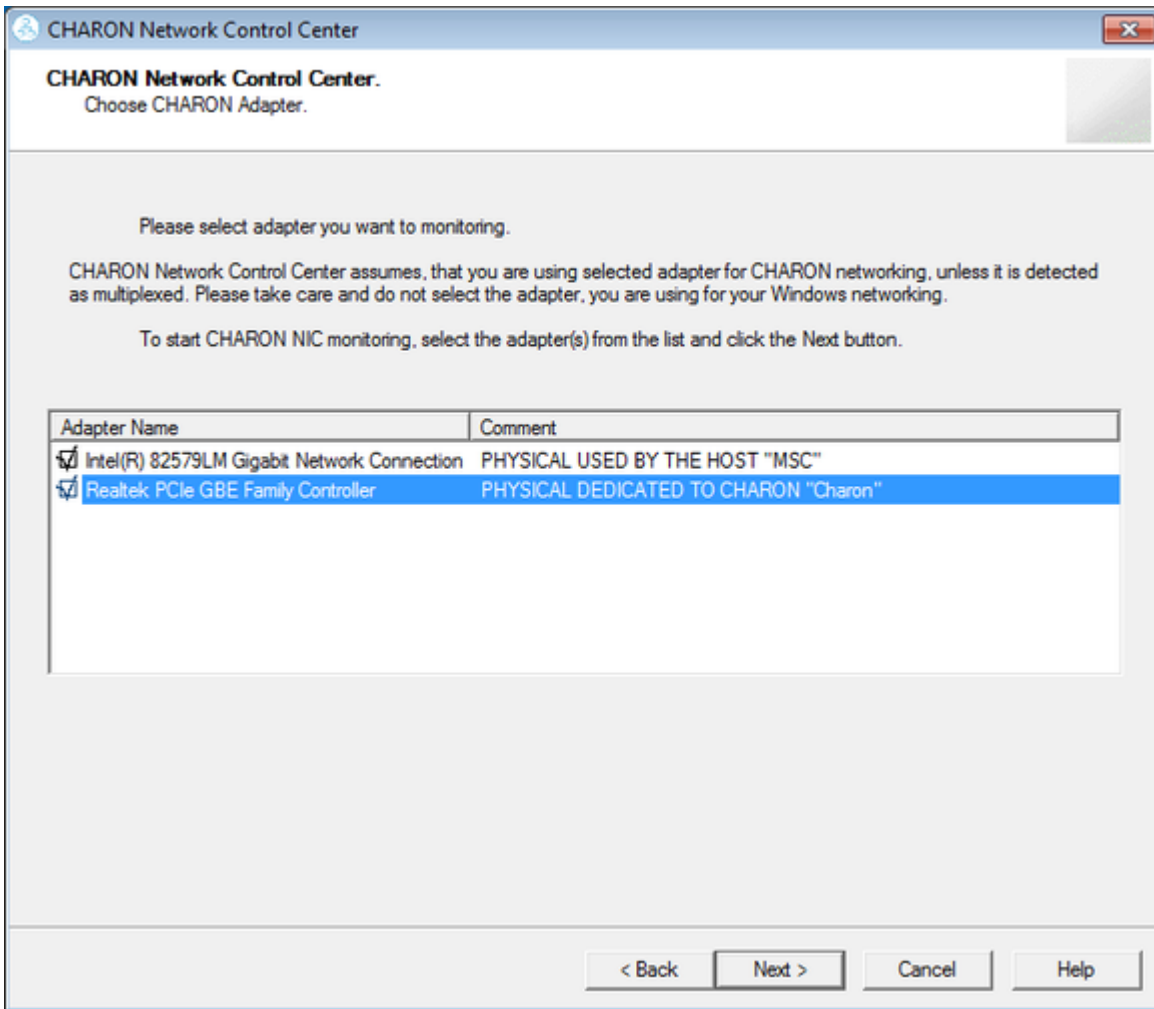 CHARON Network Control Center
CHARON Network Control Center.
Choose CHARON Adapter.
Please select adapter you want to monitoring.
CHARON Network Control Center assumes, that you are using selected adapter for CHARON networking, unless it is detected
as multiplexed. Please take care and do not select the adapter, you are using for your Windows networking.
To start CHARON NIC monitoring, select the adapter(s) from the list and click the Next button.
Adapter Name Comment
Intel(R) 82579LM Gigabit Network Connection PHYSICAL USED BY THE HOST "MSC"
Realtek PCIe GBE Family Controller PHYSICAL DEDICATED TO CHARON "Charon"
< Back Next > Cancel Help